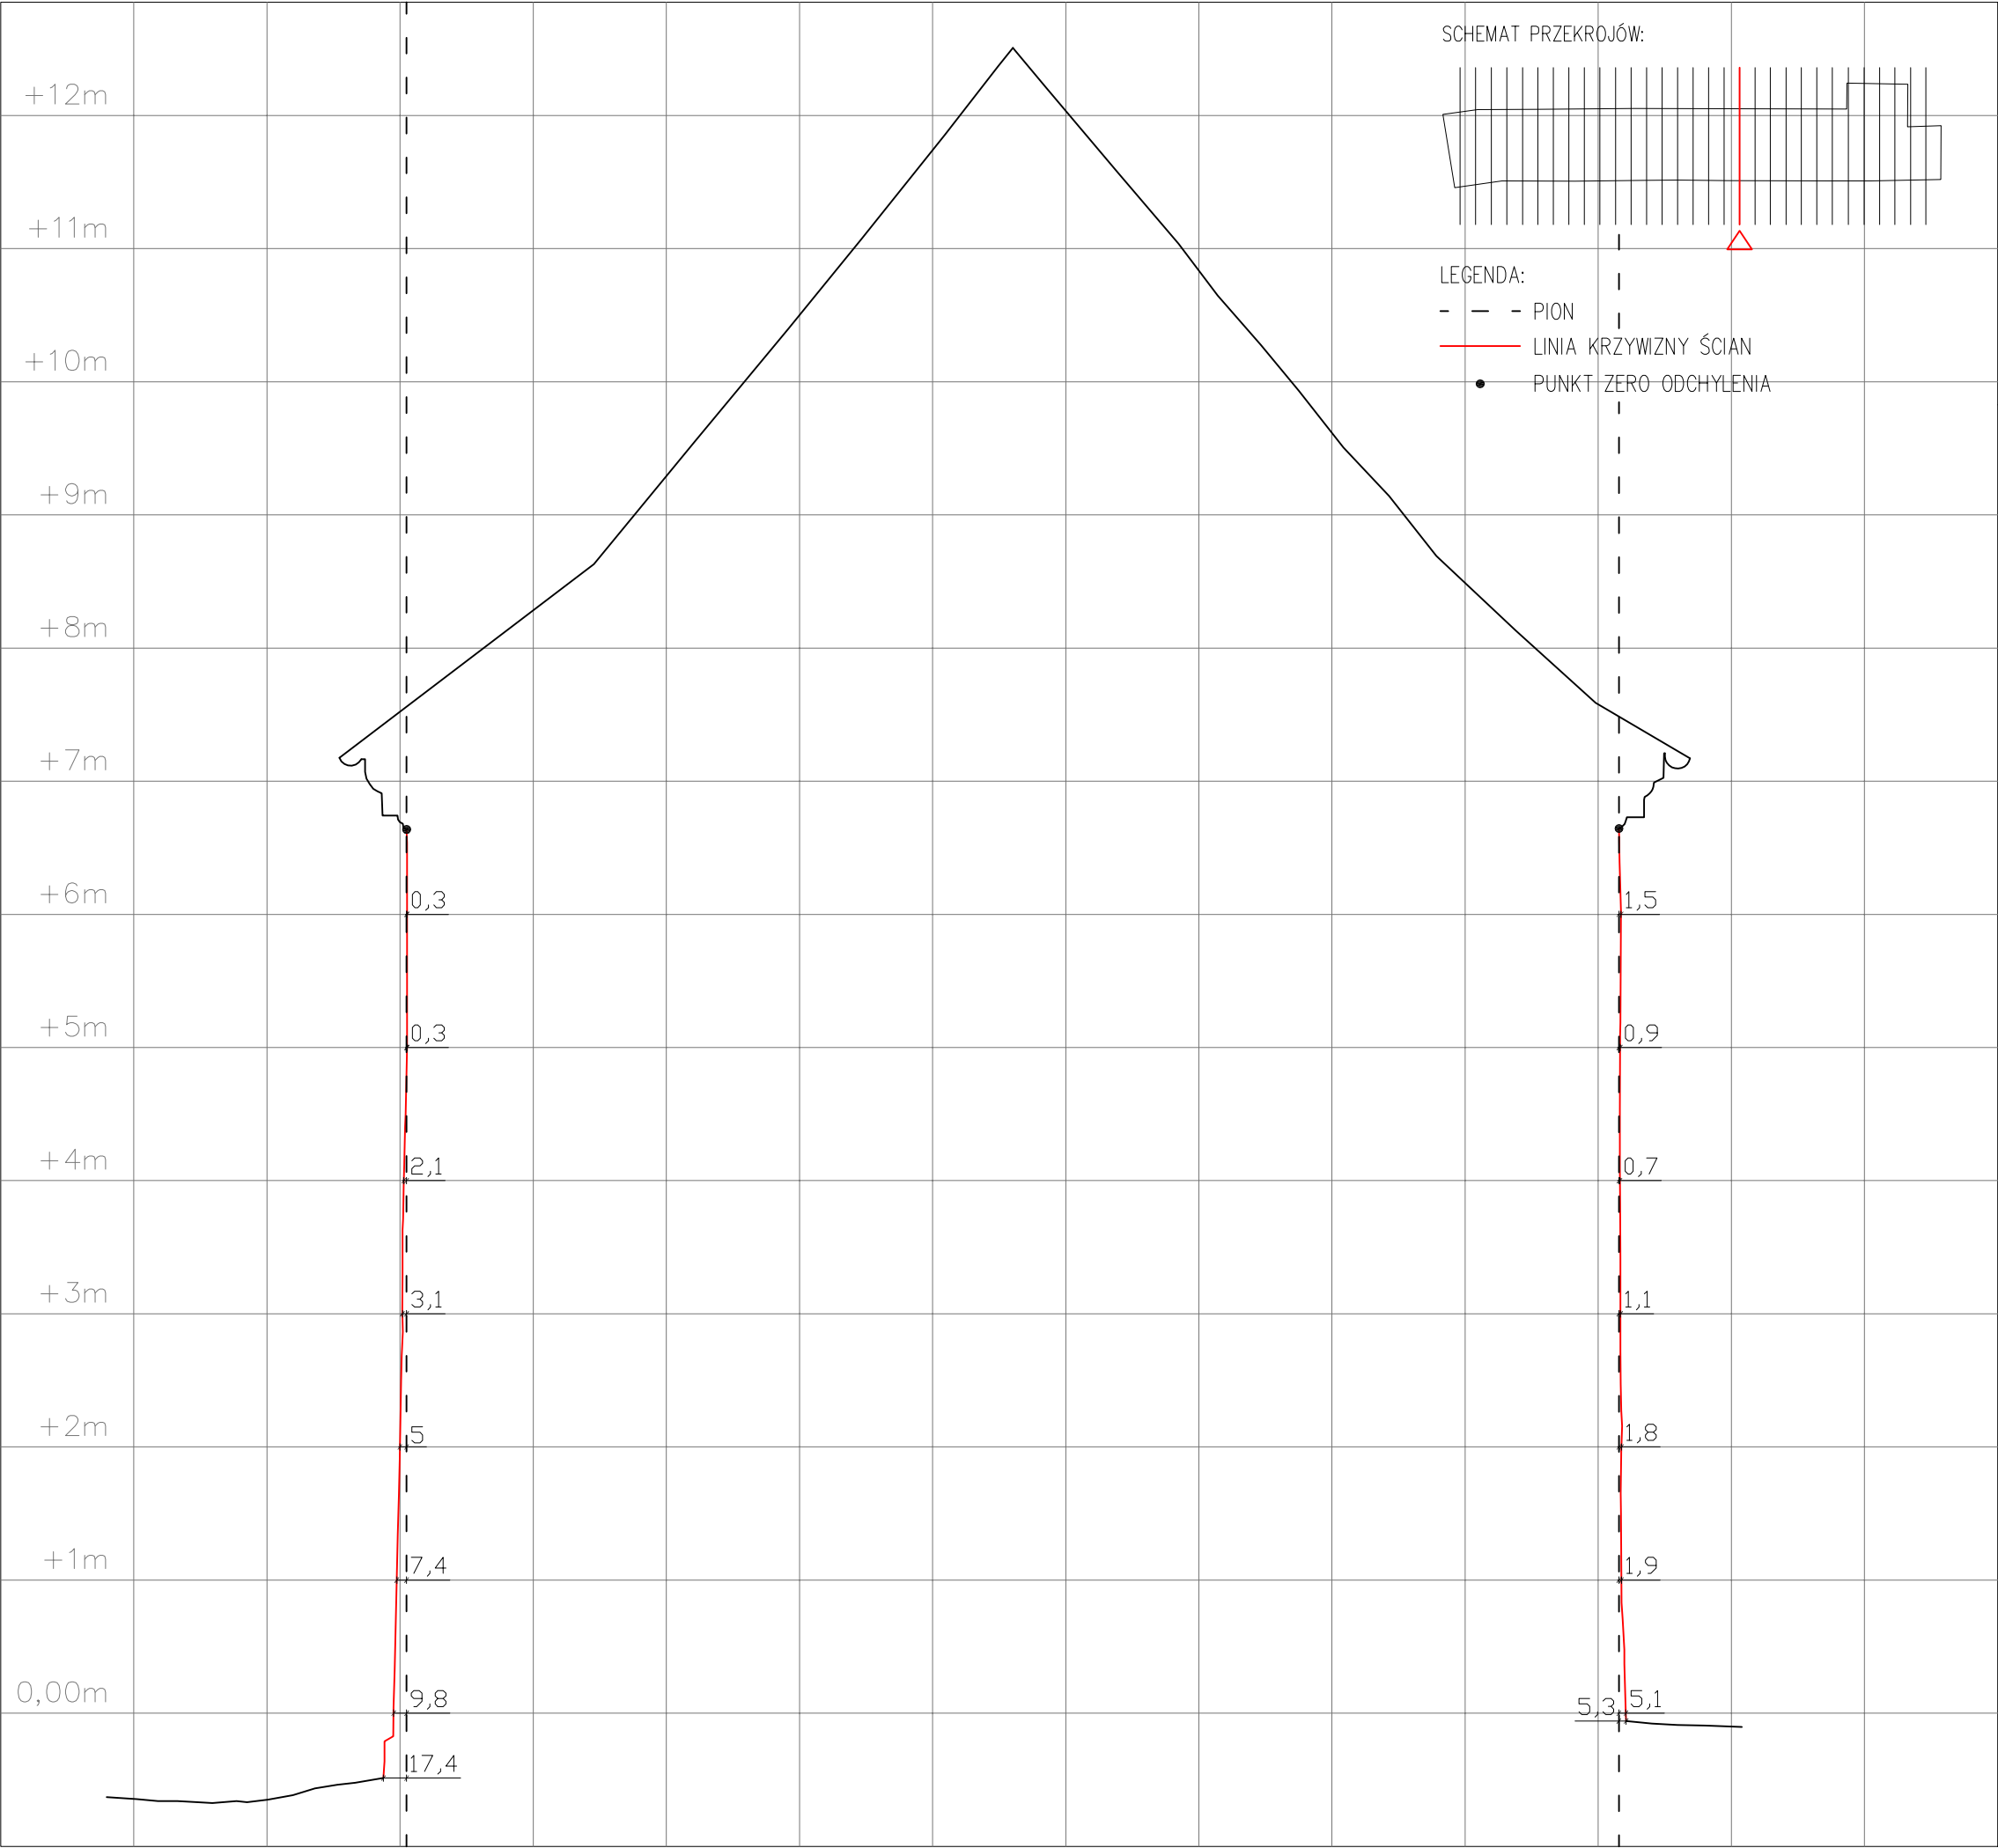 SCHEMAT PRZEKROJÓW:
+12m
+11m
LEGENDA:
PION
LINIA KRZYWIZNY ŚCIAN
+10m
PUNKT ZERO ODCHYLENIA
+9m
+8m
+7m
+6m 0,3 1,5
+5m 0,3 0,9
+4m 2,1 0,7
+3m 3,1 1,1
+2m 5 1,8
+1m 7,4 1,9
0,00m 9,8 5,3 5,1
17,4